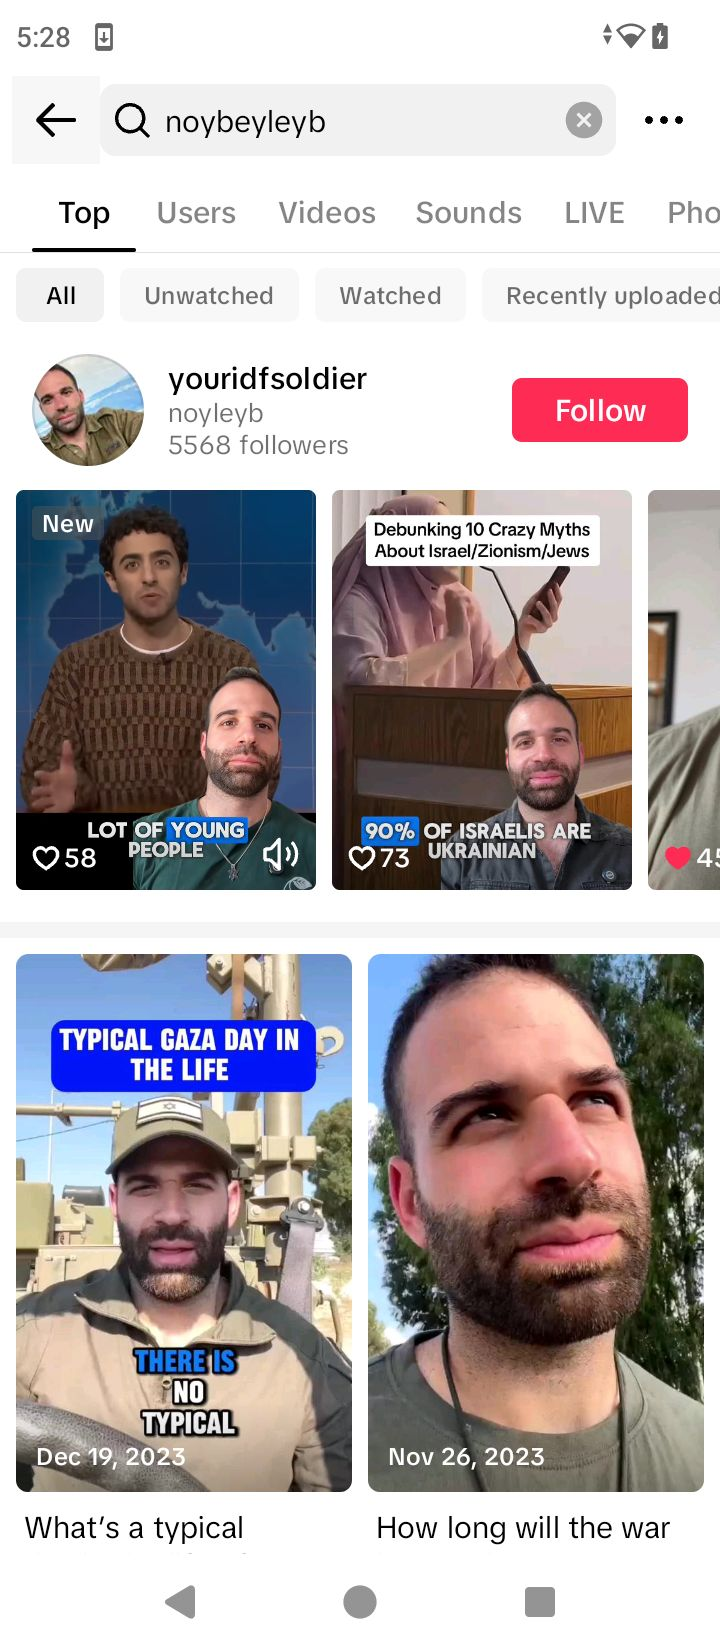 5:28
noybeyleyb
Top Users Videos Sounds LIVE Pho
All Unwatched Watched Recently uploaded
youridfsoldier
noyleyb
5568 followers
Follow
New
LOT OF YOUNG
PEOPLE
58
Debunking 10 Crazy Myths
About Israel/Zionism/Jews
90% OF ISRAELIS ARE
UKRAINIAN
73
45
TYPICAL GAZA DAY IN
THE LIFE
THERE IS
NO
TYPICAL
Dec 19, 2023
Nov 26, 2023
What's a typical
How long will the war